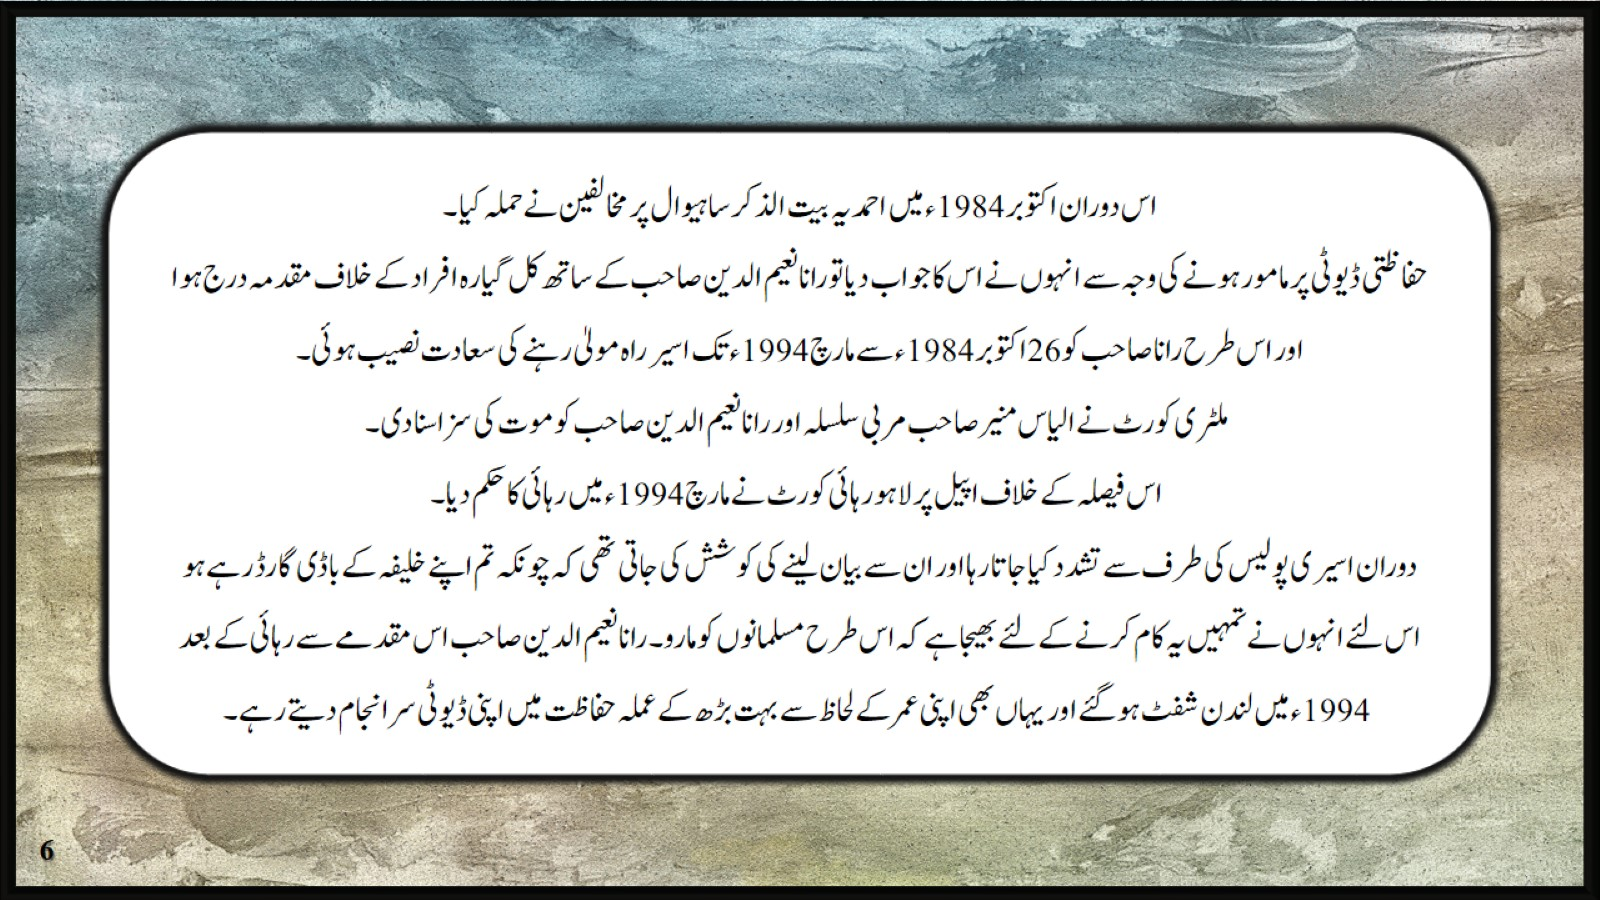 اس دوران اکتوبر 1984ء میں احمدیہ بیت الذکر ساہیوال پر مخالفین نے حملہ کیا۔
حفاظتی ڈیوٹی پر مامور ہونے کی وجہ سے انہوں نے اس کا جواب دیا تو رانا نعیم الدین صاحب کے ساتھ کل گیارہ افراد کے خلاف مقدمہ درج ہوا
اور اس طرح رانا صاحب کو 26 اکتوبر 1984ء سے مارچ 1994ء تک اسیر راہ مولیٰ رہنے کی سعادت نصیب ہوئی۔
ملٹری کورٹ نے الیاس منیر صاحب مربی سلسلہ اور رانا نعیم الدین صاحب کو موت کی سزا سنا دی۔
اس فیصلہ کے خلاف اپیل پر لاہور ہائی کورٹ نے مارچ 1994ء میں رہائی کا حکم دیا۔
دوران اسیری پولیس کی طرف سے تشدد کیا جاتا رہا اور ان سے بیان لینے کی کوشش کی جاتی تھی کہ چونکہ تم اپنے خلیفہ کے باڈی گارڈ رہے ہو
اس لئے انہوں نے تمہیں یہ کام کرنے کے لئے بھیجا ہے کہ اس طرح مسلمانوں کو مارو۔ رانا نعیم الدین صاحب اس مقدمے سے رہائی کے بعد
1994ء میں لندن شفٹ ہو گئے اور یہاں بھی اپنی عمر کے لحاظ سے بہت بڑھ کے عملہ حفاظت میں اپنی ڈیوٹی سر انجام دیتے رہے۔
6